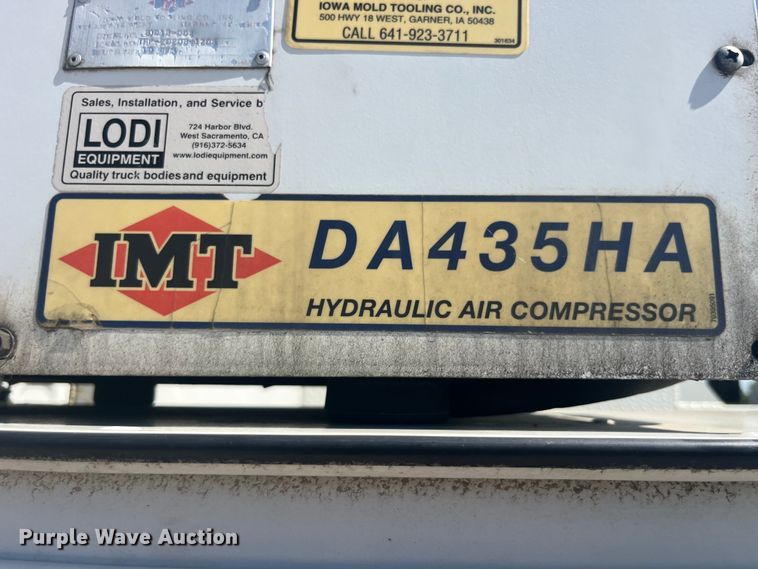 IOWA MOLD TOOLING CO., INC.
500 HWY 18 WEST, GARNER, IA 50438
CALL 641-923-3711
301634
Sales, Installation, and Service b
LODI
EQUIPMENT
724 Harbor Blvd.
West Sacramento, CA
(916)372-5634
www.lodiequipment.com
Quality truck bodies and equipment
IMT
DA435HA
HYDRAULIC AIR COMPRESSOR
Purple Wave Auction